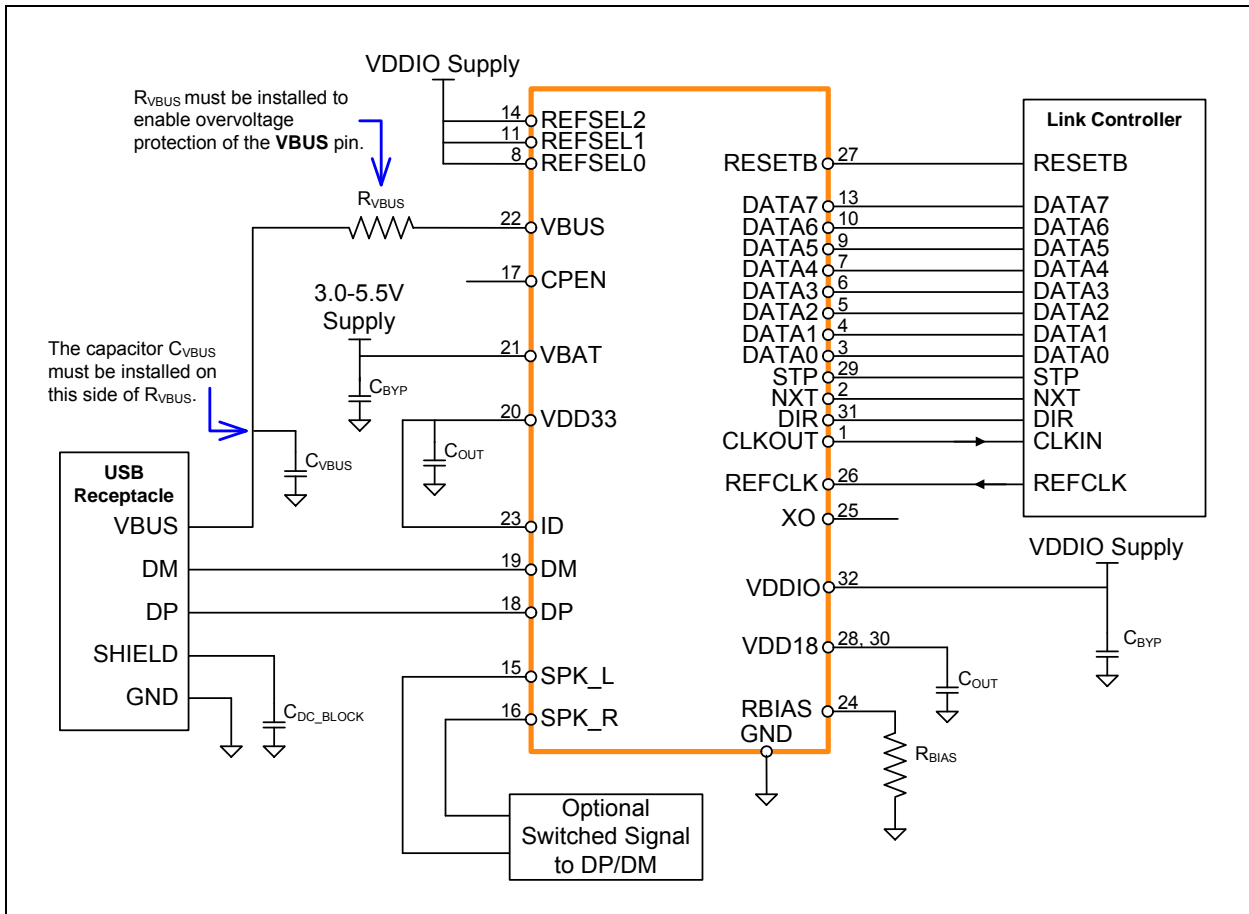 VDDIO Supply
RVBUS must be installed to
enable overvoltage
protection of the VBUS pin.
RVBUS
The capacitor CVBUS
must be installed on
this side of RVBUS.
3.0-5.5V
Supply
CBYP
COUT
CVBUS
USB
Receptacle
VBUS
DM
DP
SHIELD
GND
CDC_BLOCK
14 REFSEL2
11 REFSEL1
8 REFSEL0
22 VBUS
17 CPEN
21 VBAT
20 VDD33
23 ID
19 DM
18 DP
15 SPK_L
16 SPK_R
Optional
Switched Signal
to DP/DM
RESETB 27
DATA7 13
DATA6 10
DATA5 9
DATA4 7
DATA3 6
DATA2 5
DATA1 4
DATA0 3
STP 29
NXT 2
DIR 31
CLKOUT 1
REFCLK 26
XO 25
VDDIO 32
VDD18 28, 30
RBIAS 24
GND
Link Controller
RESETB
DATA7
DATA6
DATA5
DATA4
DATA3
DATA2
DATA1
DATA0
STP
NXT
DIR
CLKIN
REFCLK
VDDIO Supply
CBYP
COUT
RBIAS